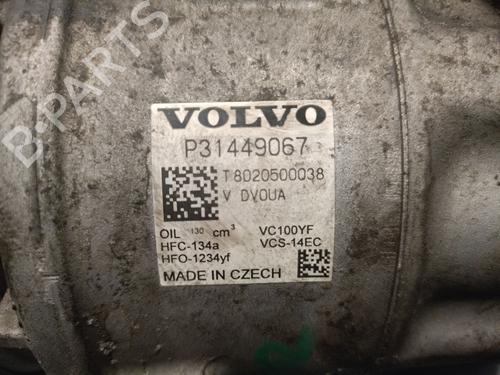 B-PARTS
VOLVO
P31449067
T8020500038
V DVOUA
OIL 130 cm³ VC100YF
HFC-134a VCS-14EC
HFO-1234yf
MADE IN CZECH